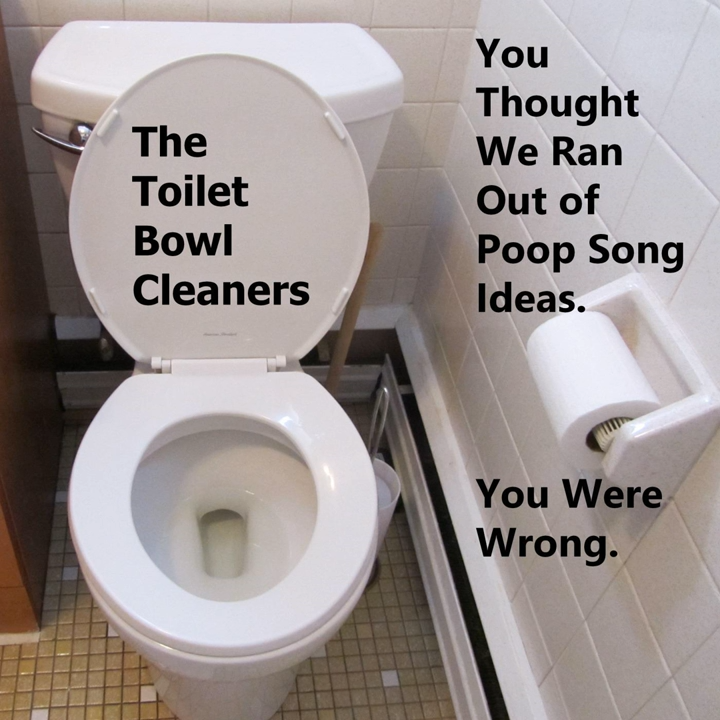 The
Toilet
Bowl
Cleaners
You
Thought
We Ran
Out of
Poop Song
Ideas.
You Were
Wrong.